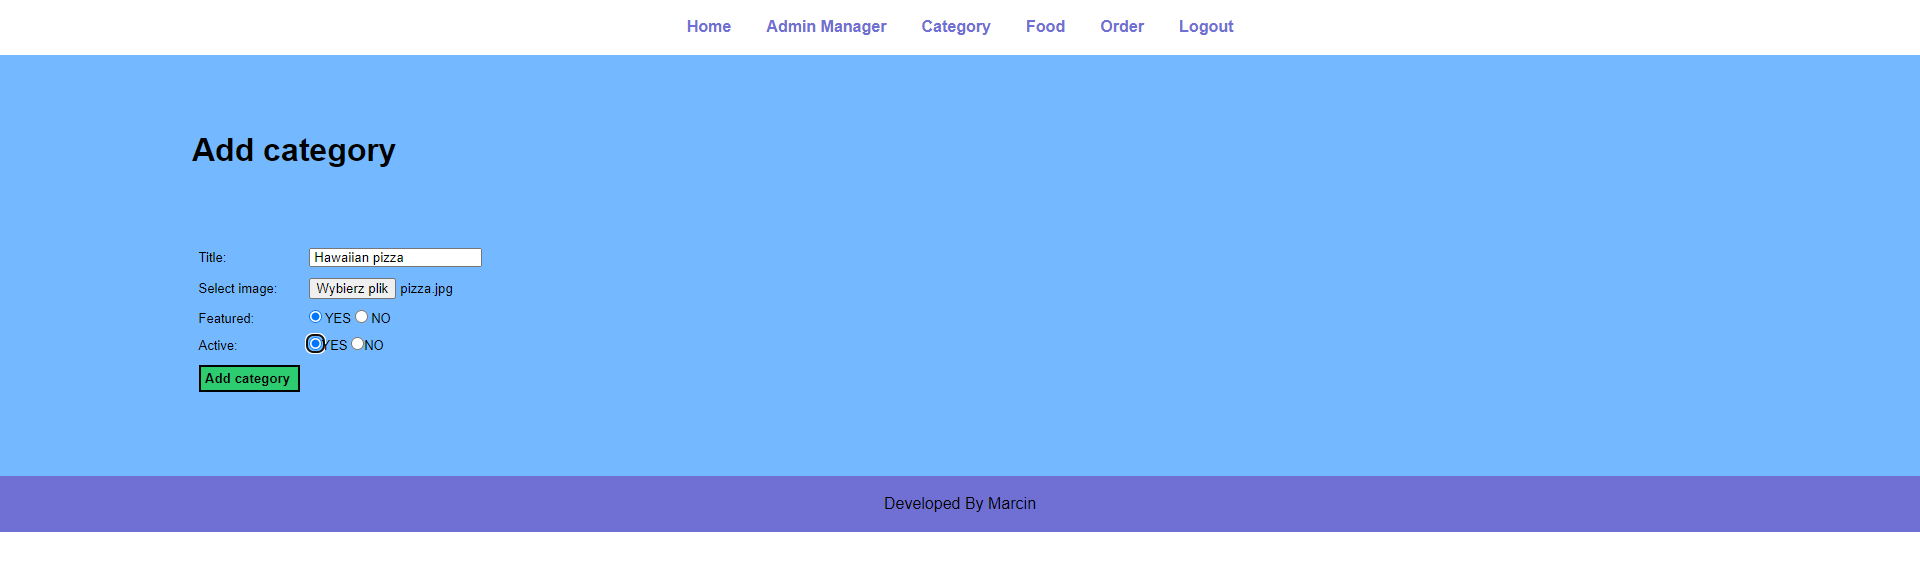 Home Admin Manager Category Food Order Logout
Add category
Title: Hawaiian pizza
Select image: Wybierz plik pizza.jpg
Featured: YES NO
Active: YES NO
Add category
Developed By Marcin